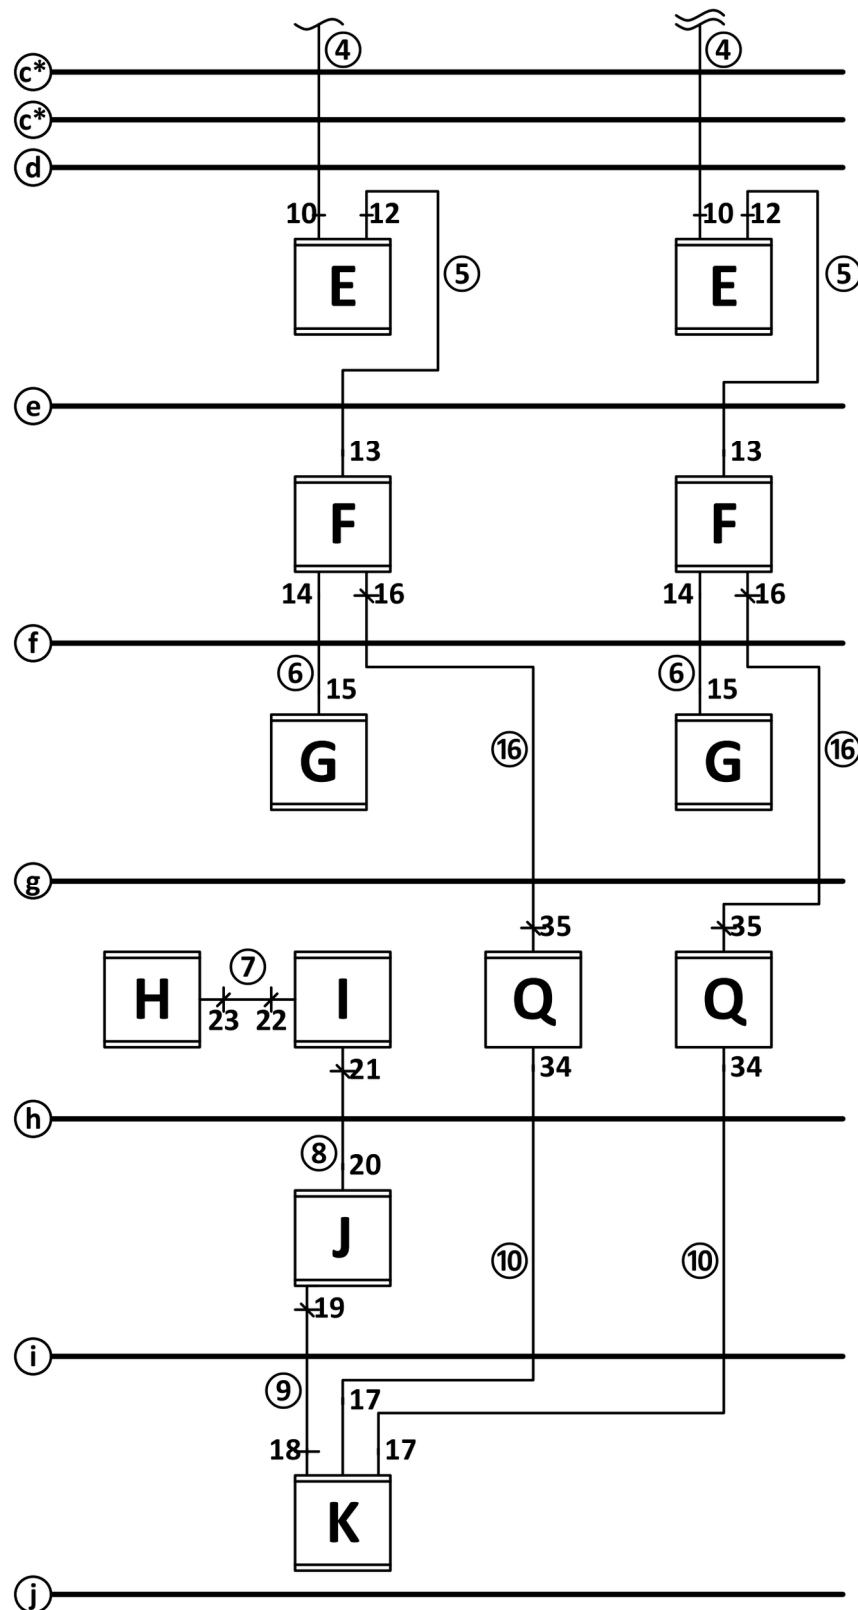 4 4
c*
c*
d
10 12 10 12
E 5 E 5
e
13 13
F F
14 16 14 16
f
6 15 6 15
G 16 G 16
g
35 35
7
H I Q Q
23 22
21 34 34
h
8 20
J
10 10
19
i
9 17
18 17
K
j